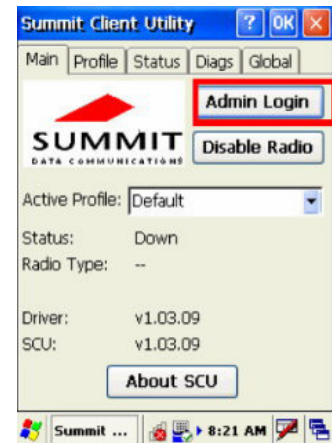 Summit Client Utility ? OK X
Main Profile Status Diags Global
Admin Login
SUMMIT
DATA COMMUNICATIONS
Disable Radio
Active Profile: Default
Status: Down
Radio Type: --
Driver: v1.03.09
SCU: v1.03.09
About SCU
Summit ... 8:21 AM